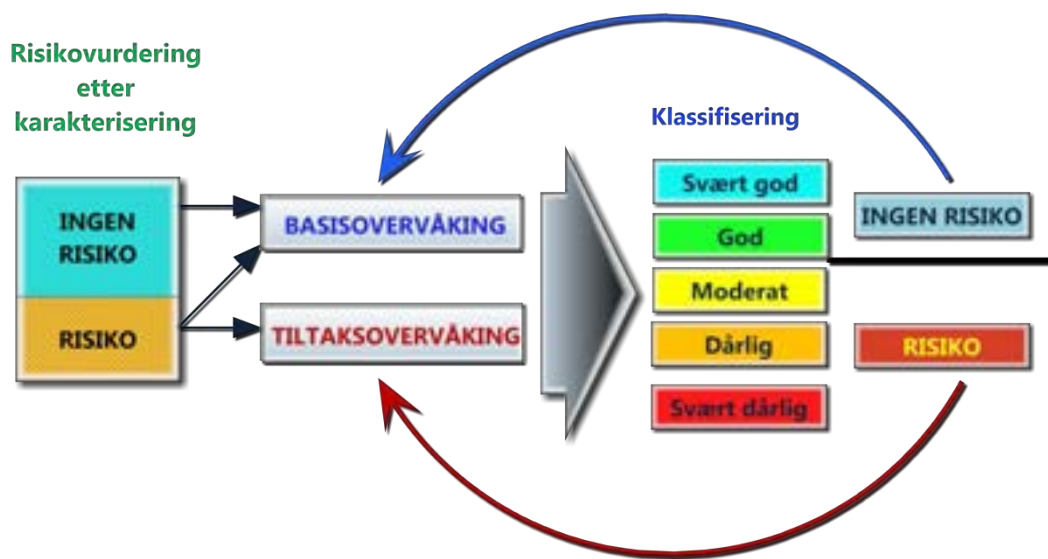 Risikovurdering
etter
karakterisering
INGEN
RISIKO
RISIKO
BASISOVERVÅKING
TILTAKSOVERVÅKING
Klassifisering
Svært god
God
Moderat
Dårlig
Svært dårlig
INGEN RISIKO
RISIKO